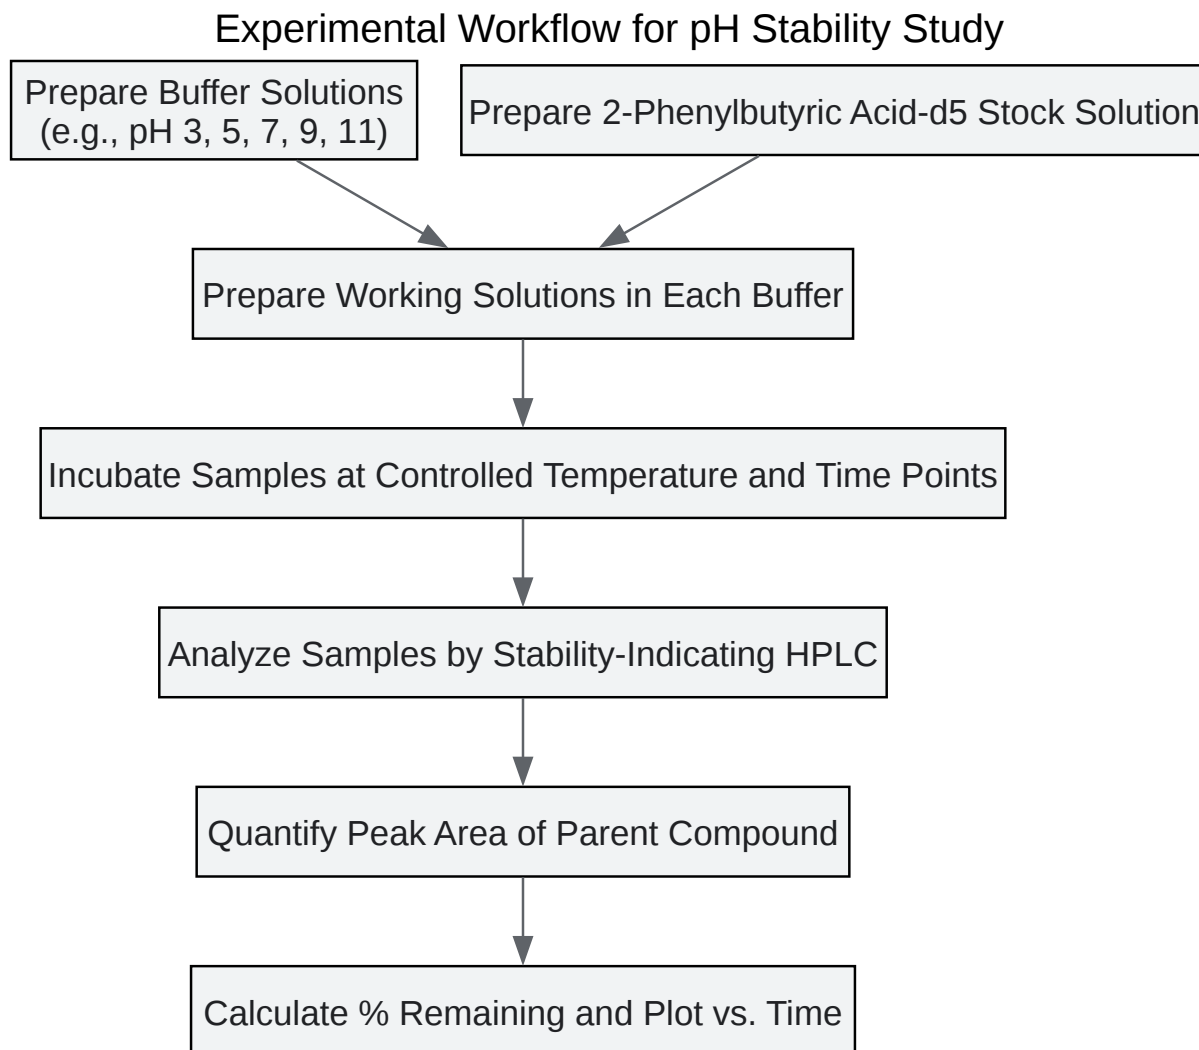 Experimental Workflow for pH Stability Study
Prepare Buffer Solutions
(e.g., pH 3, 5, 7, 9, 11)
Prepare 2-Phenylbutyric Acid-d5 Stock Solution
Prepare Working Solutions in Each Buffer
Incubate Samples at Controlled Temperature and Time Points
Analyze Samples by Stability-Indicating HPLC
Quantify Peak Area of Parent Compound
Calculate % Remaining and Plot vs. Time